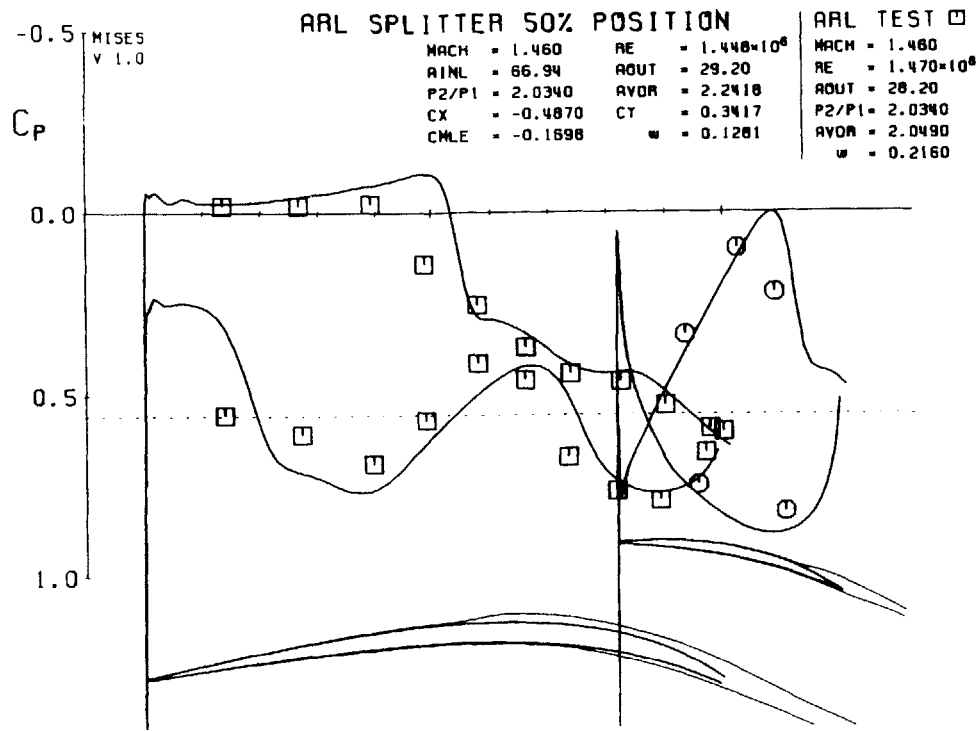 ARL SPLITTER 50% POSITION
MACH = 1.460 RE = 1.448×10⁶
AINL = 66.94 AOUT = 29.20
P2/P1 = 2.0340 AVDR = 2.2418
CX = -0.4870 CY = 0.3417
CMLE = -0.1698 ω = 0.1281
ARL TEST
MACH = 1.460
RE = 1.470×10⁶
AOUT = 28.20
P2/P1= 2.0340
AVDR = 2.0490
ω = 0.2160
MISES
V 1.0
-0.5
Cp
0.0
0.5
1.0